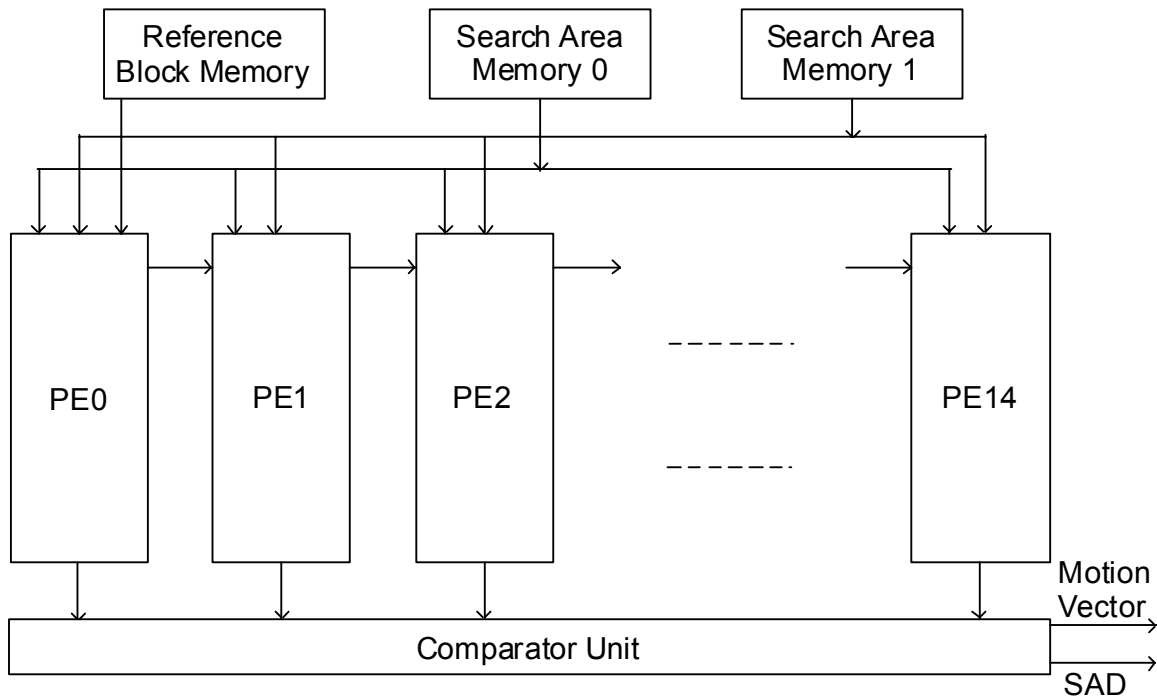 Reference
Block Memory
Search Area
Memory 0
Search Area
Memory 1
PE0
PE1
PE2
PE14
Motion
Vector
Comparator Unit
SAD